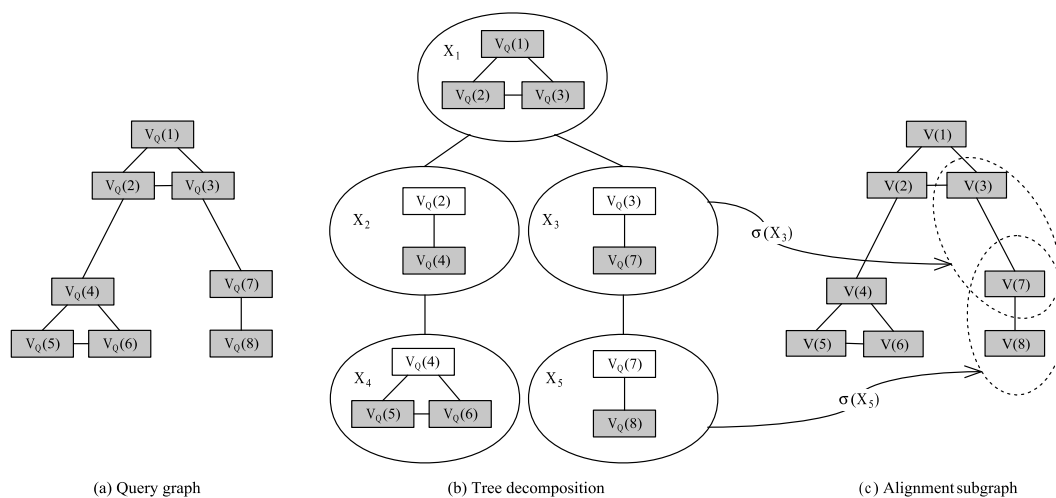 V_Q(1)
V_Q(2)
V_Q(3)
V_Q(4)
V_Q(5)
V_Q(6)
V_Q(7)
V_Q(8)
(a) Query graph
X_1
V_Q(1)
V_Q(2)
V_Q(3)
X_2
V_Q(2)
V_Q(4)
X_3
V_Q(3)
V_Q(7)
X_4
V_Q(4)
V_Q(5)
V_Q(6)
X_5
V_Q(7)
V_Q(8)
(b) Tree decomposition
σ(X_3)
σ(X_5)
V(1)
V(2)
V(3)
V(4)
V(5)
V(6)
V(7)
V(8)
(c) Alignment subgraph